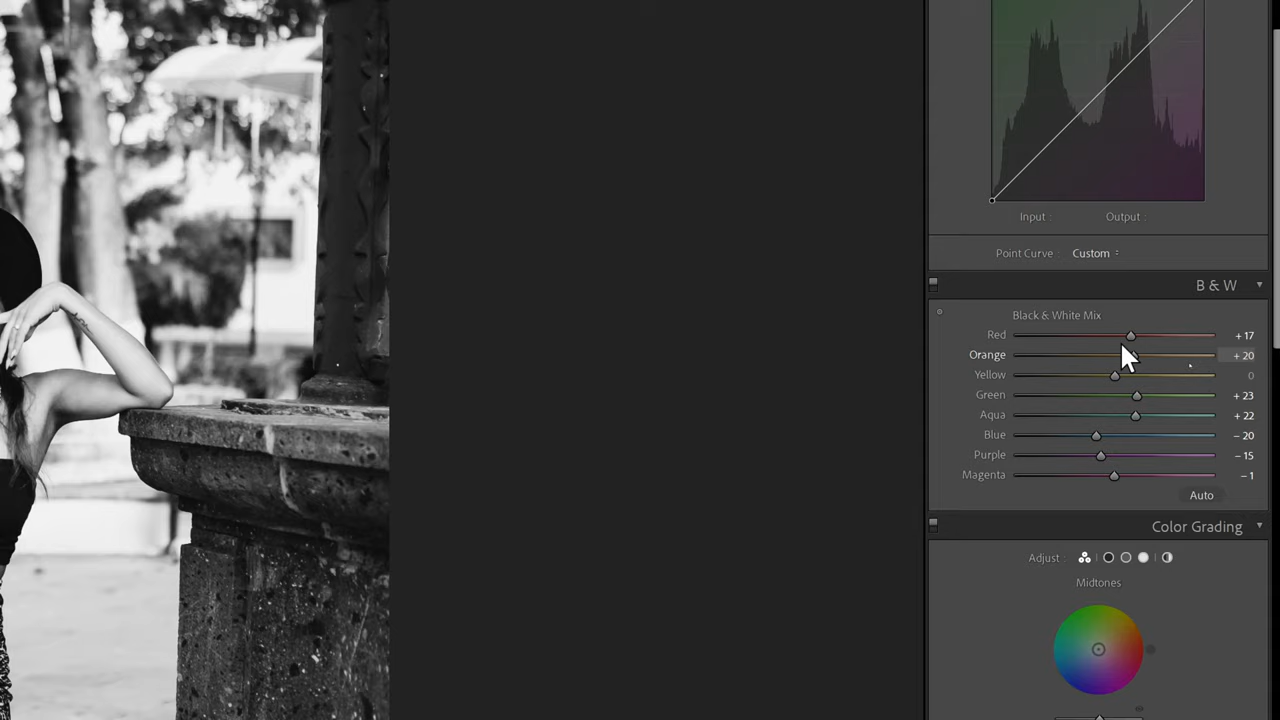 Input :
Output :
Point Curve : Custom
B & W
Black & White Mix
Red + 17
Orange + 20
Yellow 0
Green + 23
Aqua + 22
Blue – 20
Purple – 15
Magenta – 1
Auto
Color Grading
Adjust :
Midtones